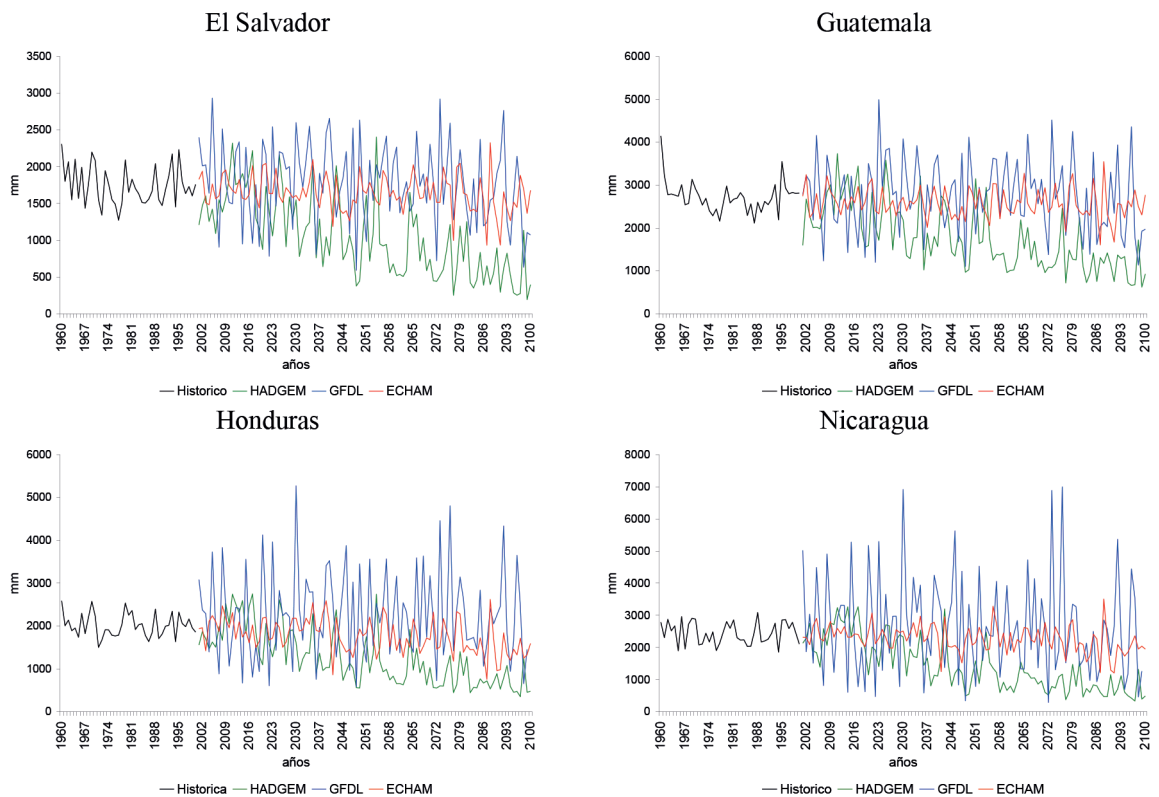 El Salvador
3500
3000
2500
2000
1500
1000
500
0
mm
1960 1967 1974 1981 1988 1995 2002 2009 2016 2023 2030 2037 2044 2051 2058 2065 2072 2079 2086 2093 2100
años
Historico HADGEM GFDL ECHAM
Guatemala
6000
5000
4000
3000
2000
1000
0
mm
1960 1967 1974 1981 1988 1995 2002 2009 2016 2023 2030 2037 2044 2051 2058 2065 2072 2079 2086 2093 2100
años
Historico HADGEM GFDL ECHAM
Honduras
6000
5000
4000
3000
2000
1000
0
mm
1960 1967 1974 1981 1988 1995 2002 2009 2016 2023 2030 2037 2044 2051 2058 2065 2072 2079 2086 2093 2100
años
Historica HADGEM GFDL ECHAM
Nicaragua
8000
7000
6000
5000
4000
3000
2000
1000
0
mm
1960 1967 1974 1981 1988 1995 2002 2009 2016 2023 2030 2037 2044 2051 2058 2065 2072 2079 2086 2093 2100
años
Historico HADGEM GFDL ECHAM